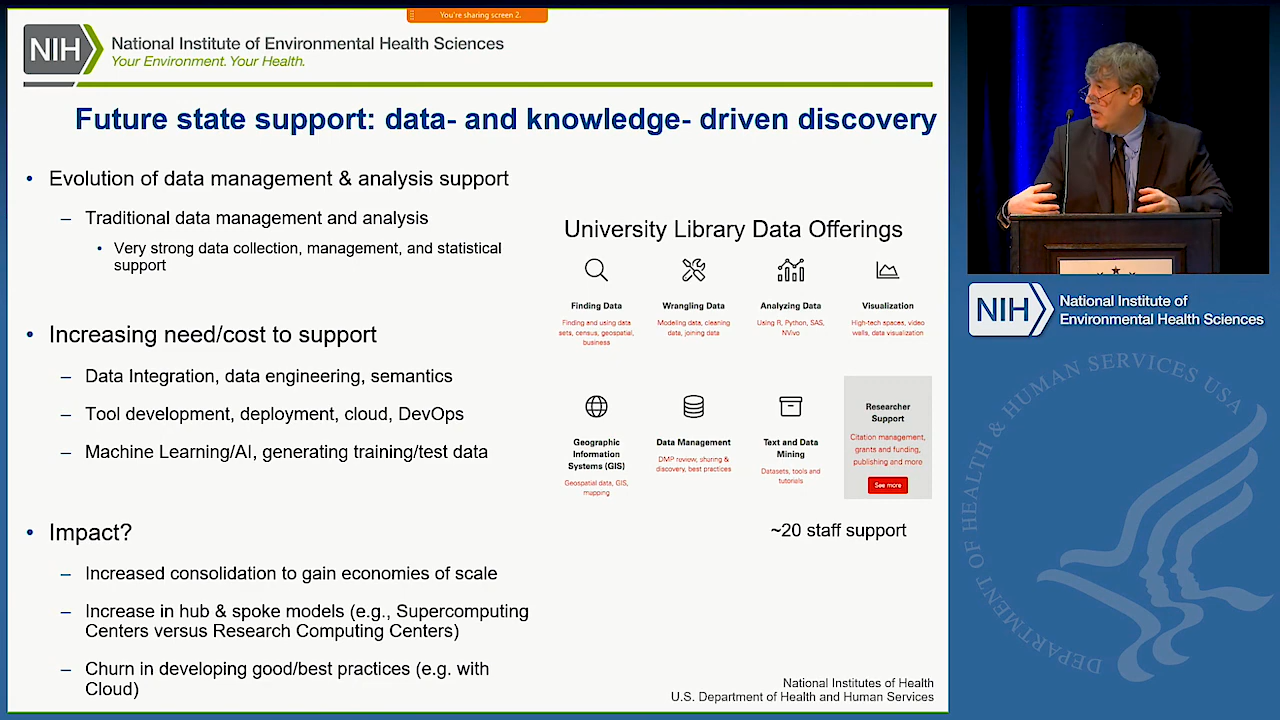 You're sharing screen 2.
NIH
National Institute of Environmental Health Sciences
Your Environment. Your Health.
Future state support: data- and knowledge- driven discovery
• Evolution of data management & analysis support
– Traditional data management and analysis
• Very strong data collection, management, and statistical
support
• Increasing need/cost to support
– Data Integration, data engineering, semantics
– Tool development, deployment, cloud, DevOps
– Machine Learning/AI, generating training/test data
• Impact?
– Increased consolidation to gain economies of scale
– Increase in hub & spoke models (e.g., Supercomputing
Centers versus Research Computing Centers)
– Churn in developing good/best practices (e.g. with
Cloud)
University Library Data Offerings
Finding Data
Finding and using data
sets, census, geospatial,
business
Wrangling Data
Modeling data, cleaning
data, joining data
Analyzing Data
Using R, Python, SAS,
NVivo
Visualization
High-tech spaces, video
walls, data visualization
Geographic
Information
Systems (GIS)
Geospatial data, GIS,
mapping
Data Management
DMP review, sharing &
discovery, best practices
Text and Data
Mining
Datasets, tools and
tutorials
Researcher
Support
Citation management,
grants and funding,
publishing and more
See more
~20 staff support
National Institutes of Health
U.S. Department of Health and Human Services
NIH
National Institute of
Environmental Health Sciences
DEPARTMENT OF HEALTH & HUMAN SERVICES USA